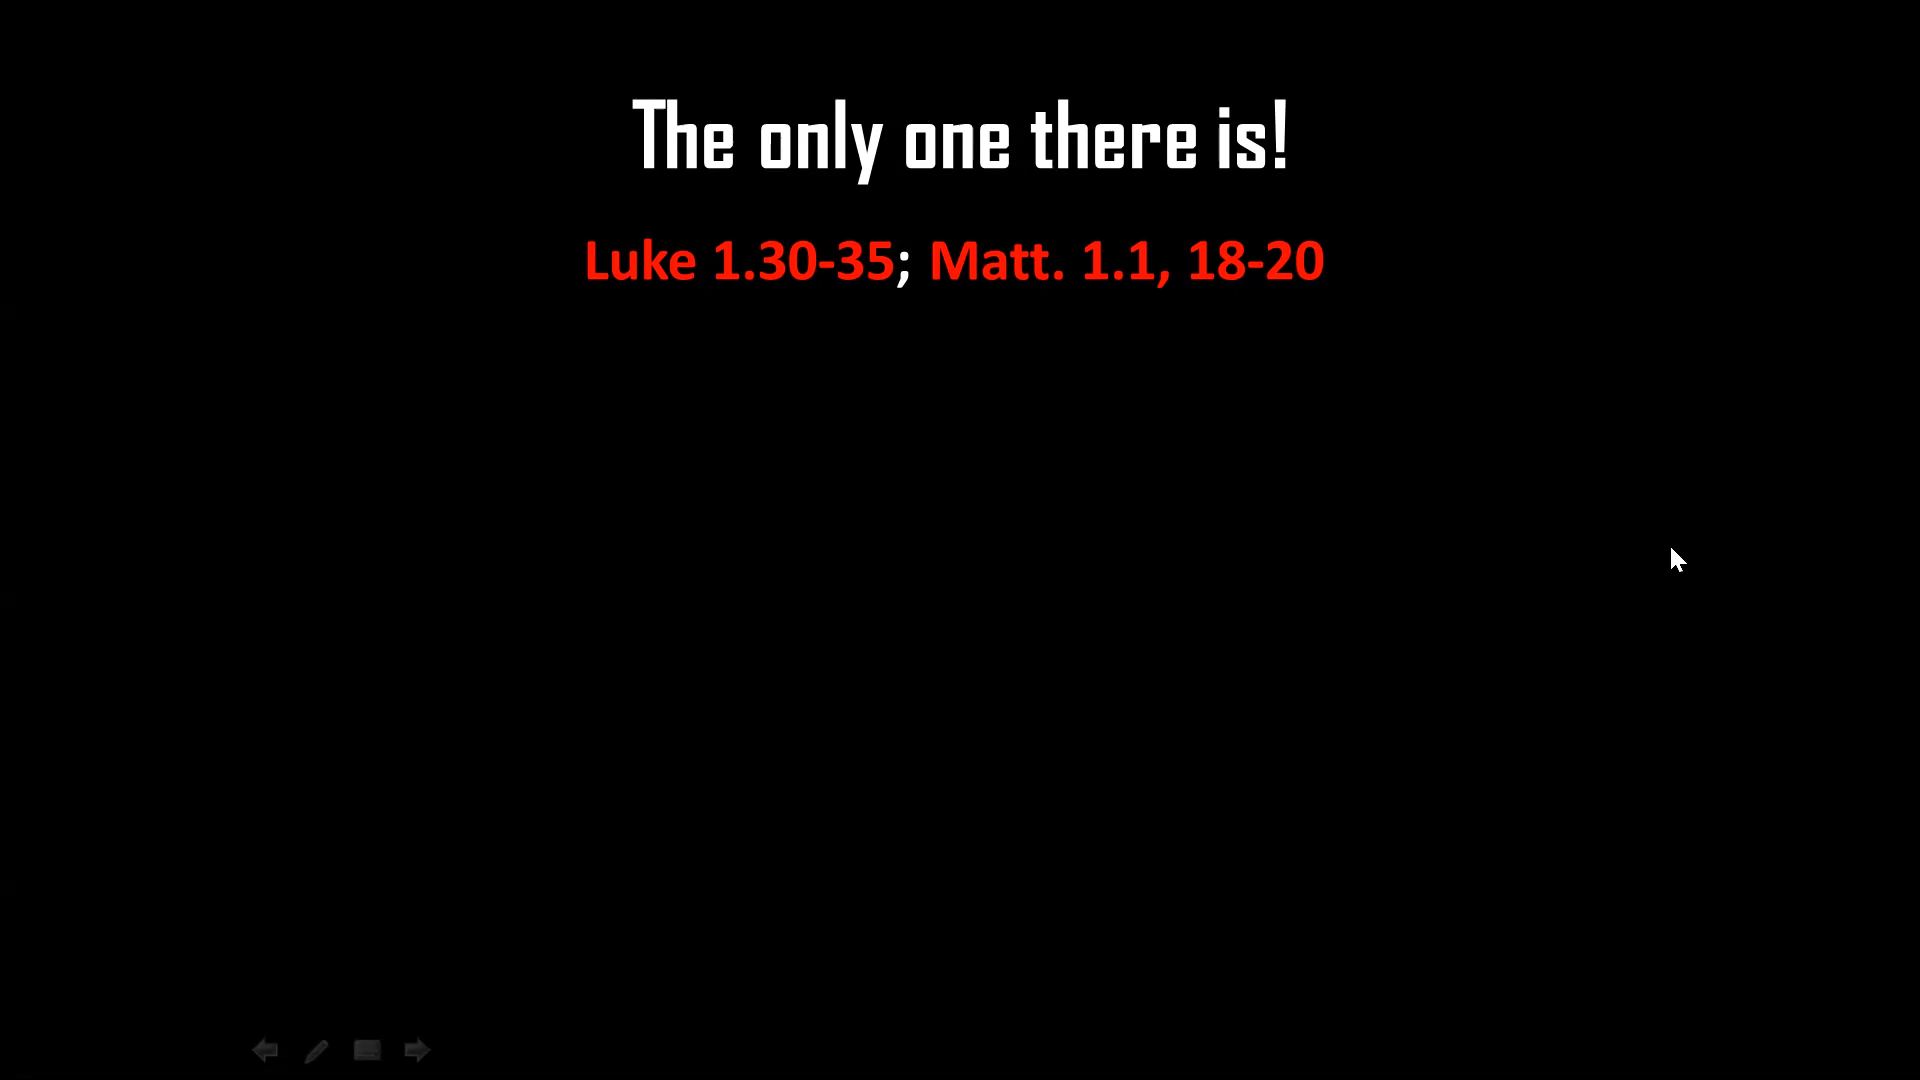 The only one there is!
Luke 1.30-35; Matt. 1.1, 18-20